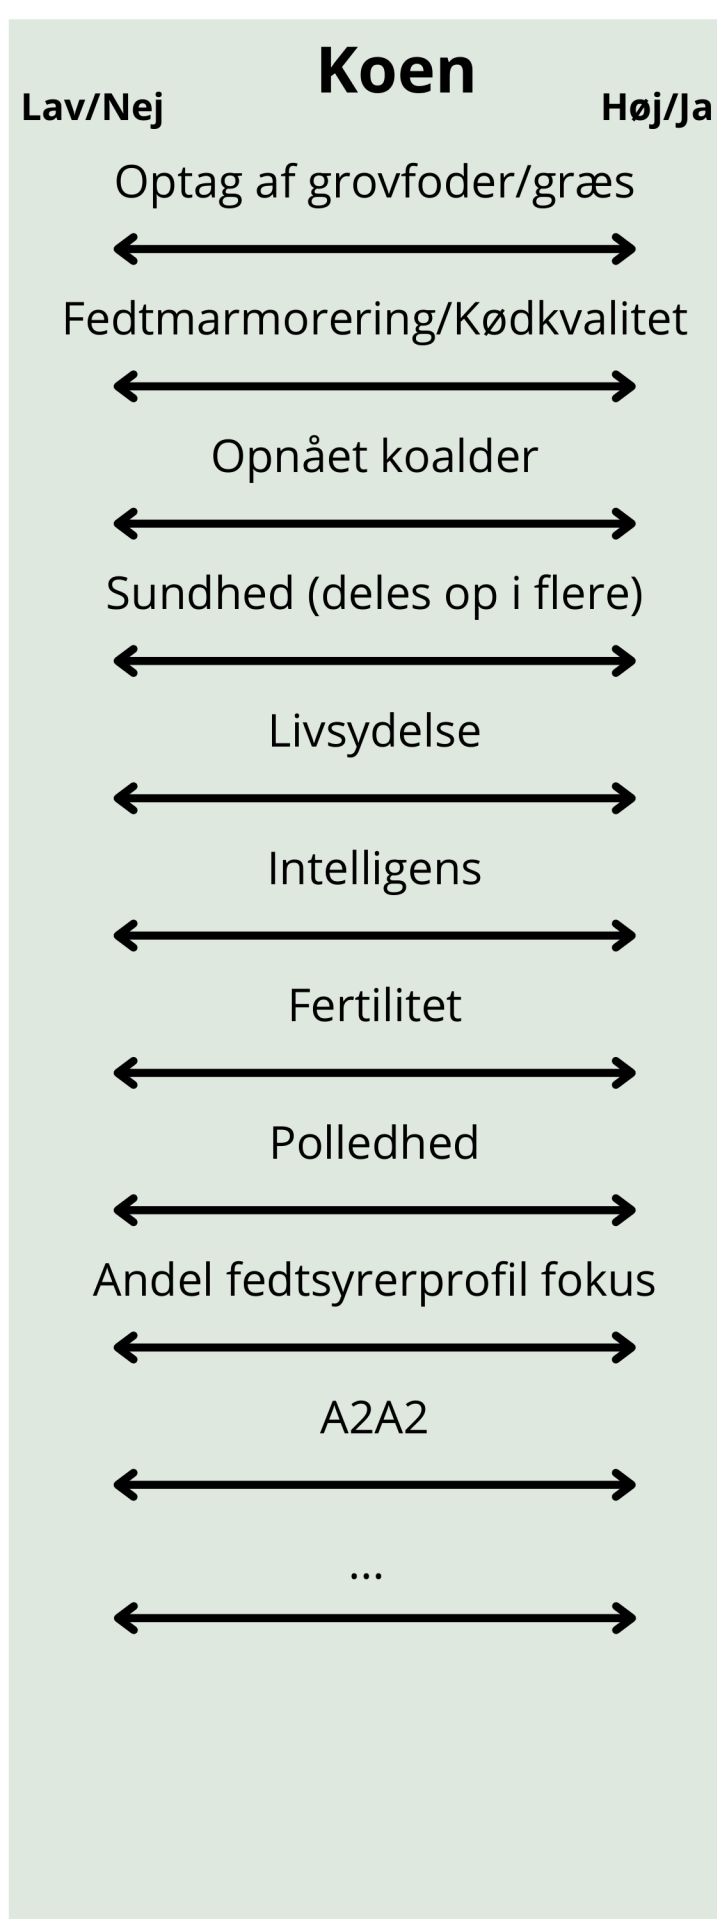 Koen
Lav/Nej
Høj/Ja
Optag af grovfoder/græs
Fedtmarmorering/Kødkvalitet
Opnået koalder
Sundhed (deles op i flere)
Livsydelse
Intelligens
Fertilitet
Polledhed
Andel fedtsyrerprofil fokus
A2A2
...